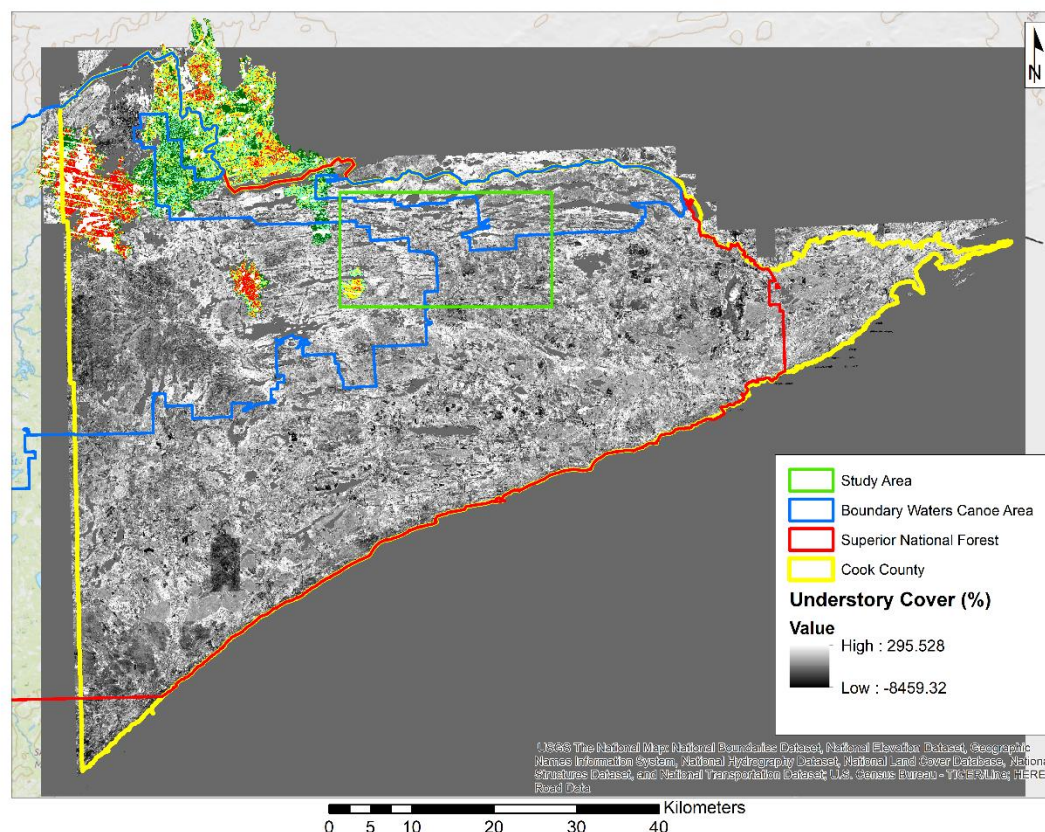 N
Study Area
Boundary Waters Canoe Area
Superior National Forest
Cook County
Understory Cover (%)
Value
High : 295.528
Low : -8459.32
USGS The National Map: National Boundaries Dataset, National Elevation Dataset, Geographic
Names Information System, National Hydrography Dataset, National Land Cover Database, Nationa
Structures Dataset, and National Transportation Dataset; U.S. Census Bureau - TIGER/Line; HERE
Road Data
Kilometers
0 5 10 20 30 40